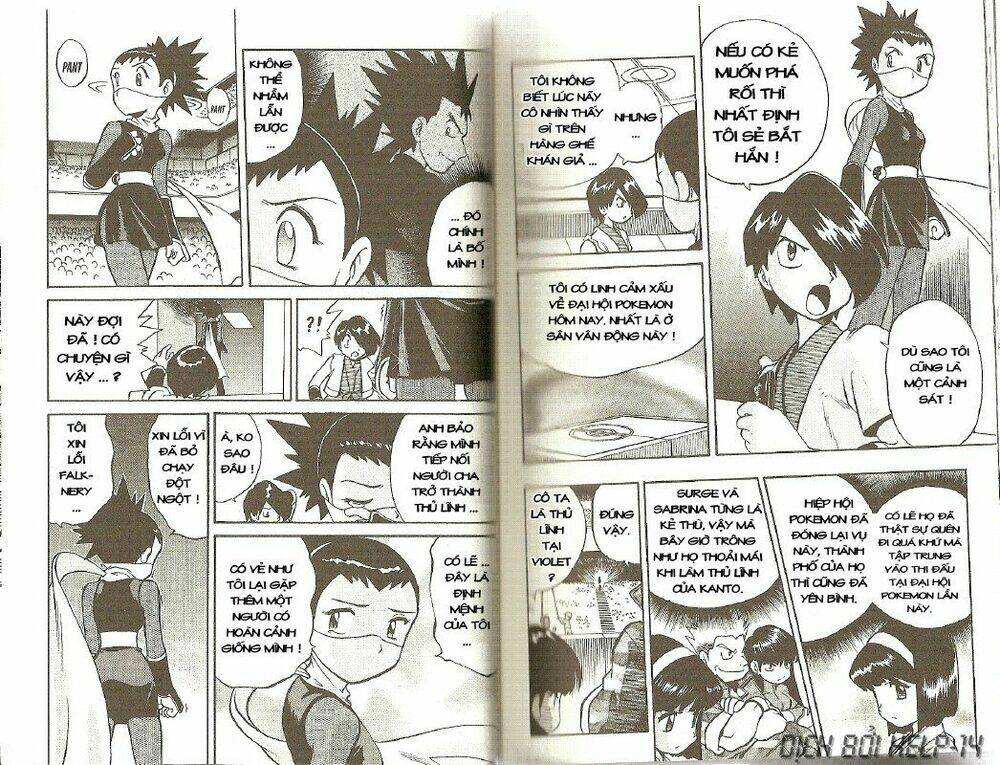 NẾU CÓ KẺ
MUỐN PHÁ
RỐI THÌ
NHẤT ĐỊNH
TÔI SẺ BẮT
HẮN !
DÙ SAO TÔI
CŨNG LÀ
MỘT CẢNH
SÁT !
NHƯNG
...
TÔI KHÔNG
BIẾT LÚC NÃY
CÔ NHÌN THẤY
GÌ TRÊN
HÀNG GHẾ
KHÁN GIẢ ...
TÔI CÓ LINH CẢM XẤU
VỀ ĐẠI HỘI POKEMON
HÔM NAY. NHẤT LÀ Ở
SÂN VẬN ĐỘNG NÀY !
CÓ LẼ HỌ ĐÃ
THẬT SỰ QUÊN
ĐI QUÁ KHỨ MÀ
TẬP TRUNG
VÀO THI ĐẤU
TẠI ĐẠI HỘI
POKEMON LẦN
NÀY.
HIỆP HỘI
POKEMON ĐÃ
ĐÓNG LẠI VỤ
NÀY, THÀNH
PHỐ CỦA HỌ
THÌ CŨNG ĐÃ
YÊN BÌNH.
SURGE VÀ
SABRINA TỪNG LÀ
KẺ THÙ, VẬY MÀ
BÂY GIỜ TRÔNG
NHƯ HỌ THOẢI MÁI
KHI LÀM THỦ LĨNH
CỦA KANTO.
ĐÚNG
VẬY.
CÔ TA
LÀ THỦ
LĨNH
TẠI
VIOLET
?
KHÔNG
THỂ
NHẦM
LẪN
ĐƯỢC
...
... ĐÓ
CHÍNH
LÀ BỐ
MÌNH !
PANT
PANT
?!
NÀY ĐỢI
ĐÃ ! CÓ
CHUYỆN GÌ
VẬY ... ?
ANH BẢO
RẰNG MÌNH
TIẾP NỐI
NGƯỜI CHA
TRỞ THÀNH
THỦ LĨNH ...
À, KO
SAO
ĐÂU !
CÓ LẼ ...
ĐÂY LÀ
ĐỊNH
MỆNH
CỦA TÔI
...
CÓ VẺ NHƯ
TÔI LẠI GẶP
THÊM MỘT
NGƯỜI CÓ
HOÀN CẢNH
GIỐNG MÌNH !
XIN LỖI VÌ
ĐÃ BỎ
CHẠY
ĐỘT
NGỘT !
TÔI
XIN
LỖI
FALK-
NERY
...
DỊCH BỞI HELP-14